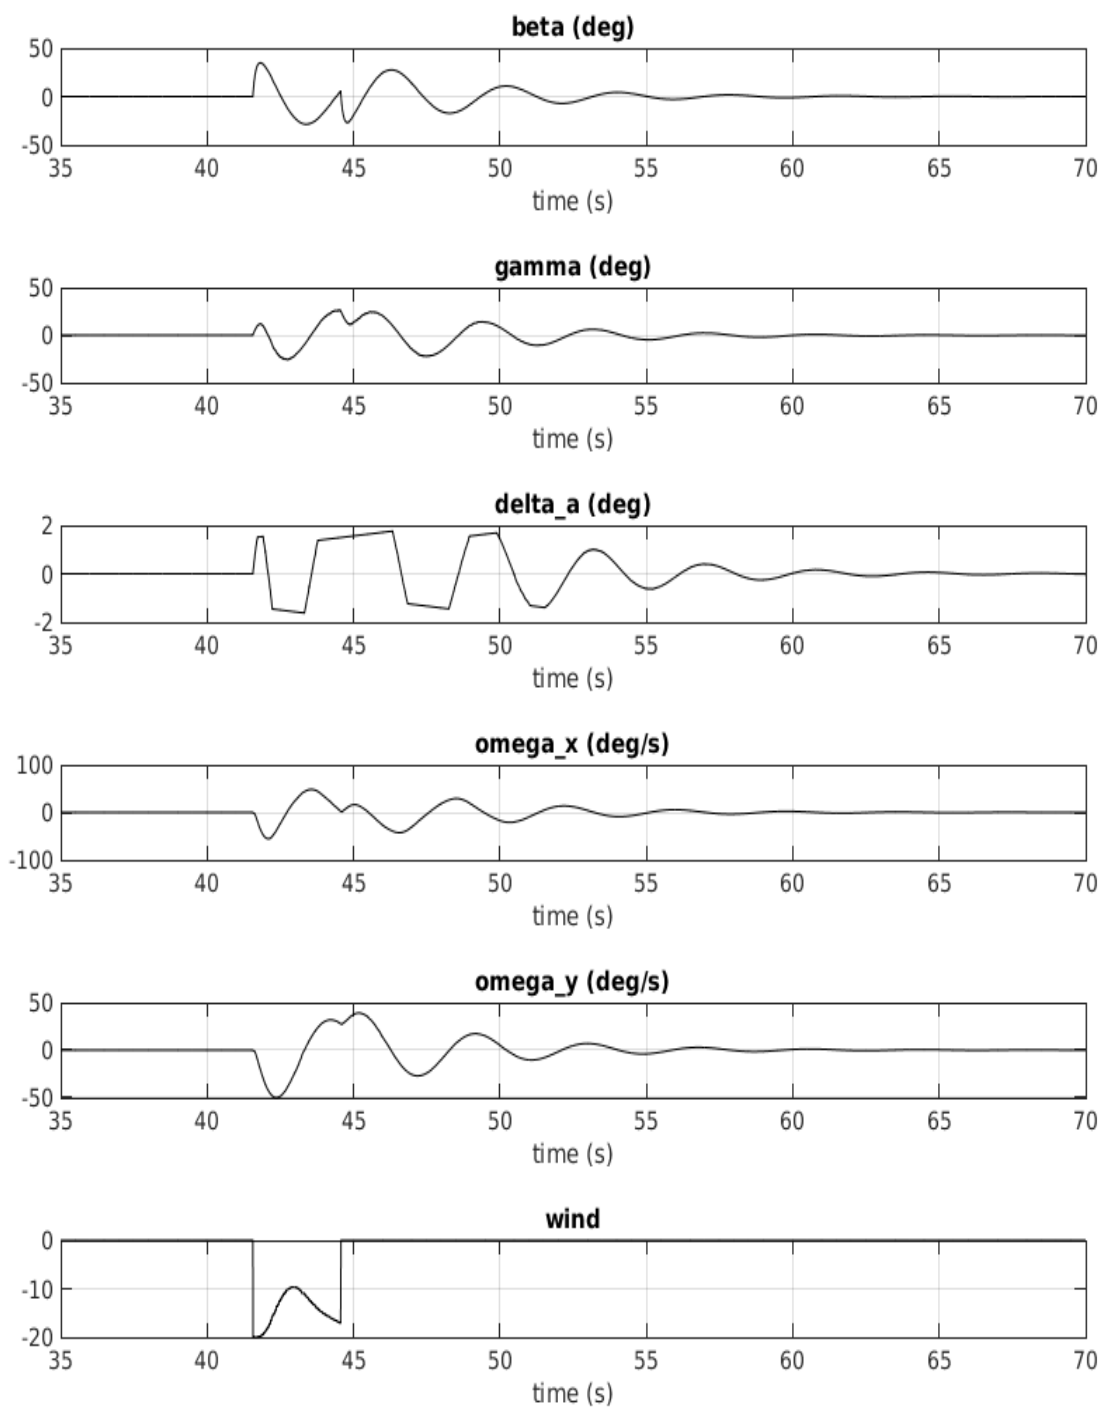 beta (deg)
50
0
-50
35 40 45 50 55 60 65 70
time (s)
gamma (deg)
50
0
-50
35 40 45 50 55 60 65 70
time (s)
delta_a (deg)
2
0
-2
35 40 45 50 55 60 65 70
time (s)
omega_x (deg/s)
100
0
-100
35 40 45 50 55 60 65 70
time (s)
omega_y (deg/s)
50
0
-50
35 40 45 50 55 60 65 70
time (s)
wind
0
-10
-20
35 40 45 50 55 60 65 70
time (s)